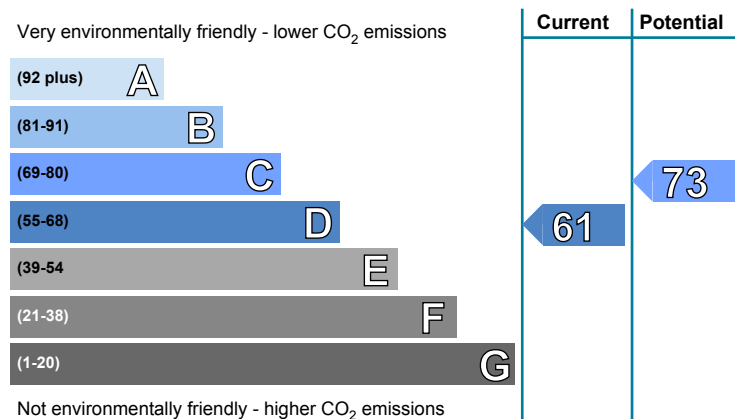 Very environmentally friendly - lower CO₂ emissions
Current
Potential
(92 plus) A
(81-91) B
(69-80) C
73
(55-68) D
61
(39-54 E
(21-38) F
(1-20) G
Not environmentally friendly - higher CO₂ emissions